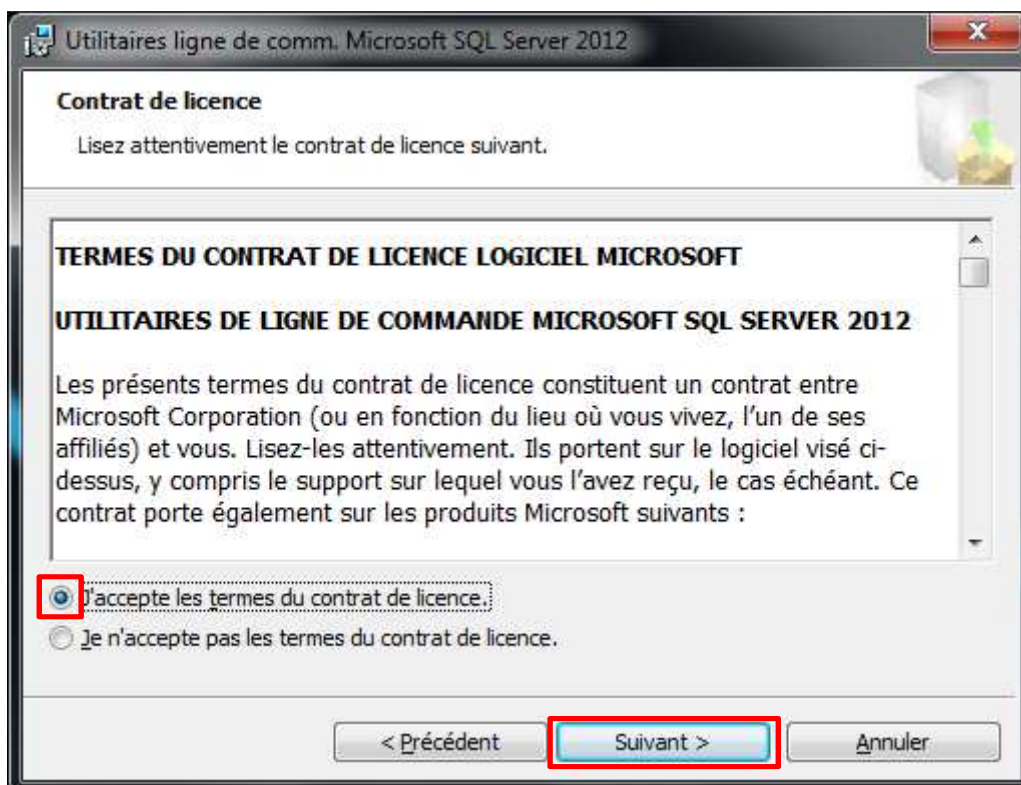 Utilitaires ligne de comm. Microsoft SQL Server 2012
Contrat de licence
Lisez attentivement le contrat de licence suivant.
TERMES DU CONTRAT DE LICENCE LOGICIEL MICROSOFT
UTILITAIRES DE LIGNE DE COMMANDE MICROSOFT SQL SERVER 2012
Les présents termes du contrat de licence constituent un contrat entre
Microsoft Corporation (ou en fonction du lieu où vous vivez, l’un de ses
affiliés) et vous. Lisez-les attentivement. Ils portent sur le logiciel visé ci-
dessus, y compris le support sur lequel vous l’avez reçu, le cas échéant. Ce
contrat porte également sur les produits Microsoft suivants :
J'accepte les termes du contrat de licence.
Je n'accepte pas les termes du contrat de licence.
< Précédent Suivant > Annuler